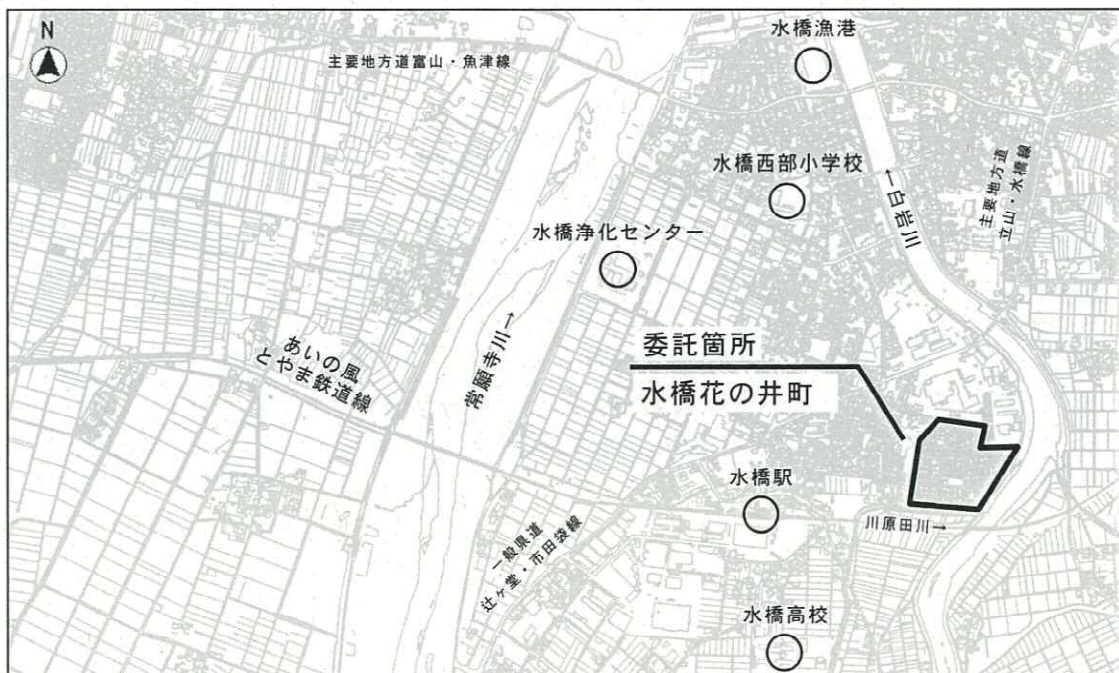 N
主要地方道富山・魚津線
水橋漁港
水橋西部小学校
←白岩川
主要地方道
立山・水橋線
水橋浄化センター
あいの風
とやま鉄道線
常願寺川→
委託箇所
水橋花の井町
水橋駅
川原田川→
一般県道
辻ヶ堂・市田袋線
水橋高校